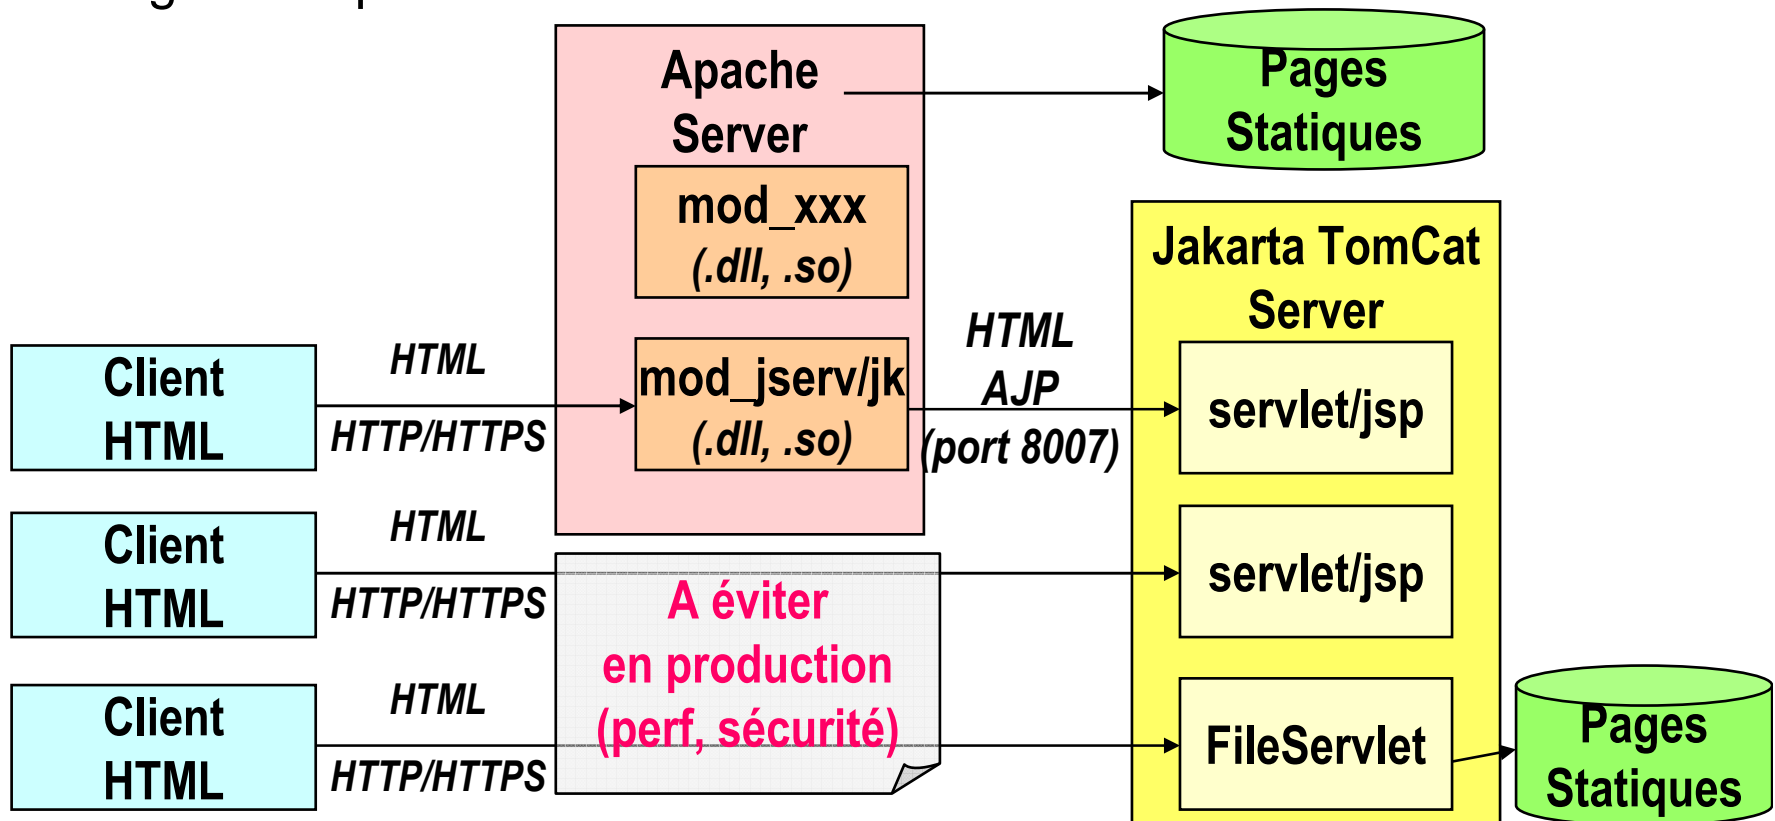 Apache
Server
Pages
Statiques
mod_xxx
(.dll, .so)
Jakarta TomCat
Server
Client
HTML
HTML
HTTP/HTTPS
mod_jserv/jk
(.dll, .so)
HTML
AJP
(port 8007)
servlet/jsp
Client
HTML
HTML
HTTP/HTTPS
A éviter
en production
(perf, sécurité)
servlet/jsp
Client
HTML
HTML
HTTP/HTTPS
FileServlet
Pages
Statiques